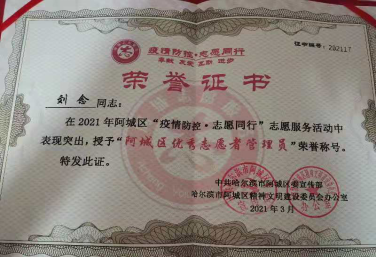 证书编号：202117
疫情防控·志愿同行
奉献 友爱 互助 进步
荣誉证书
刘念 同志：
在2021年阿城区“疫情防控·志愿同行”志愿服务活动中
表现突出，授予“阿城区优秀志愿者管理员”荣誉称号。
特发此证。
中共哈尔滨市阿城区委宣传部
哈尔滨市阿城区精神文明建设委员会办公室
2021年3月